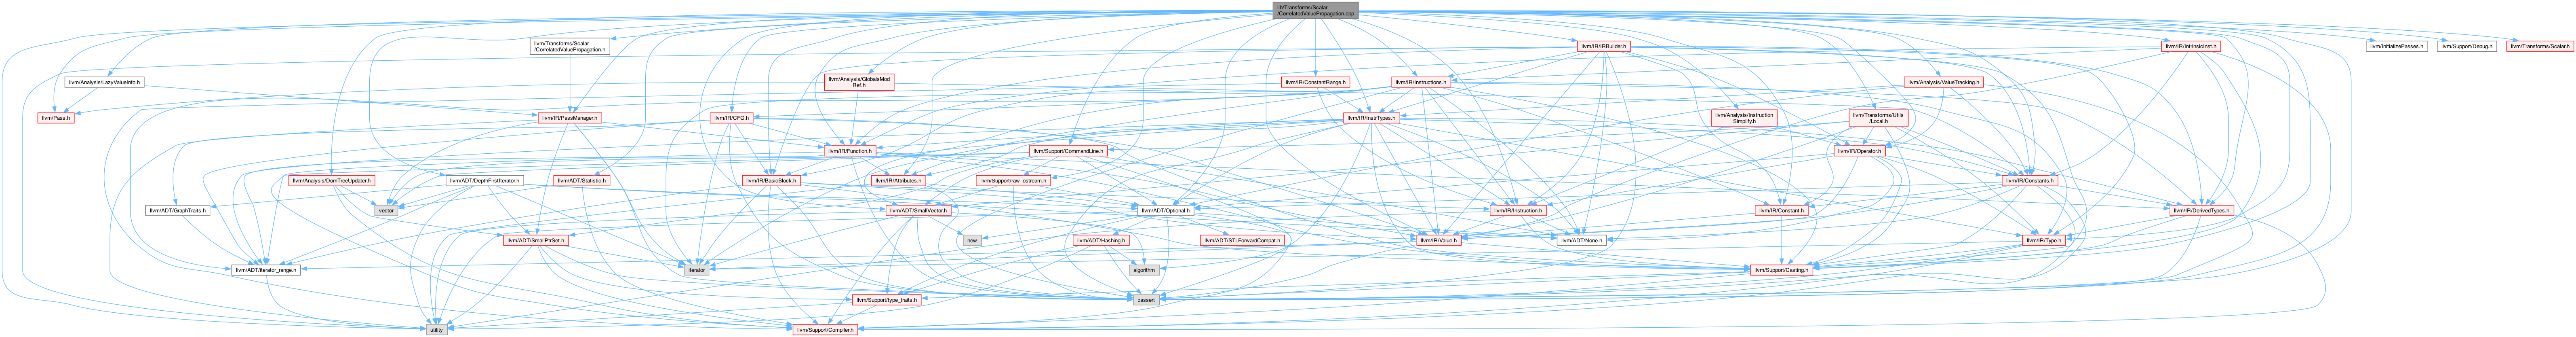 lib/Transforms/Scalar
/CorrelatedValuePropagation.cpp
llvm/Transforms/Scalar
/CorrelatedValuePropagation.h
llvm/IR/IRBuilder.h
llvm/IR/IntrinsicInst.h
llvm/InitializePasses.h
llvm/Support/Debug.h
llvm/Transforms/Scalar.h
llvm/Analysis/LazyValueInfo.h
llvm/Analysis/GlobalsMod
Ref.h
llvm/IR/ConstantRange.h
llvm/IR/Instructions.h
llvm/Analysis/ValueTracking.h
llvm/Pass.h
llvm/IR/PassManager.h
llvm/IR/CFG.h
llvm/IR/InstrTypes.h
llvm/Analysis/Instruction
Simplify.h
llvm/Transforms/Utils
/Local.h
llvm/IR/Function.h
llvm/Support/CommandLine.h
llvm/IR/Operator.h
llvm/Analysis/DomTreeUpdater.h
llvm/ADT/DepthFirstIterator.h
llvm/ADT/Statistic.h
llvm/IR/BasicBlock.h
llvm/IR/Attributes.h
llvm/Support/raw_ostream.h
llvm/IR/Constants.h
llvm/ADT/GraphTraits.h
vector
llvm/ADT/SmallVector.h
llvm/ADT/Optional.h
llvm/IR/Instruction.h
llvm/IR/Constant.h
llvm/IR/DerivedTypes.h
llvm/ADT/SmallPtrSet.h
new
llvm/ADT/Hashing.h
llvm/ADT/STLForwardCompat.h
llvm/IR/Value.h
llvm/ADT/None.h
llvm/IR/Type.h
llvm/ADT/iterator_range.h
iterator
algorithm
llvm/Support/Casting.h
llvm/Support/type_traits.h
cassert
utility
llvm/Support/Compiler.h